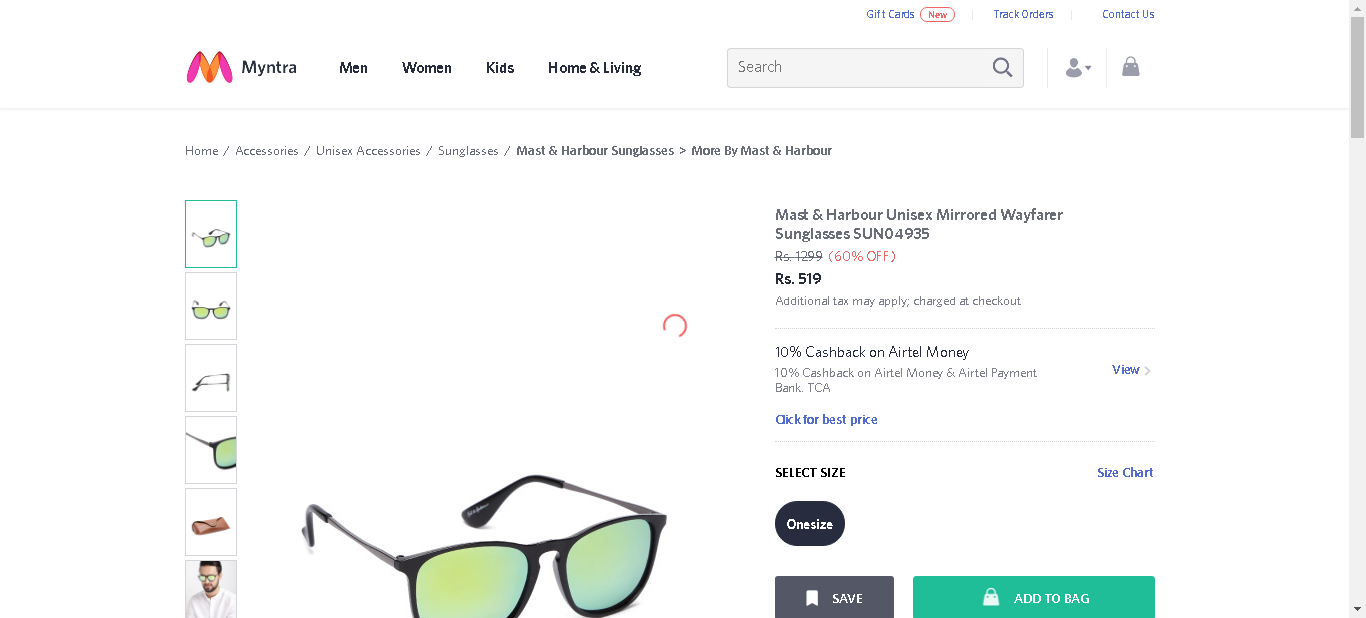 Gift Cards New Track Orders Contact Us
Myntra Men Women Kids Home & Living Search
Home / Accessories / Unisex Accessories / Sunglasses / Mast & Harbour Sunglasses > More By Mast & Harbour
Mast & Harbour Unisex Mirrored Wayfarer
Sunglasses SUN04935
Rs. 1299 (60% OFF)
Rs. 519
Additional tax may apply; charged at checkout
10% Cashback on Airtel Money
10% Cashback on Airtel Money & Airtel Payment
Bank. TCA
View
Click for best price
SELECT SIZE Size Chart
Onesize
SAVE ADD TO BAG